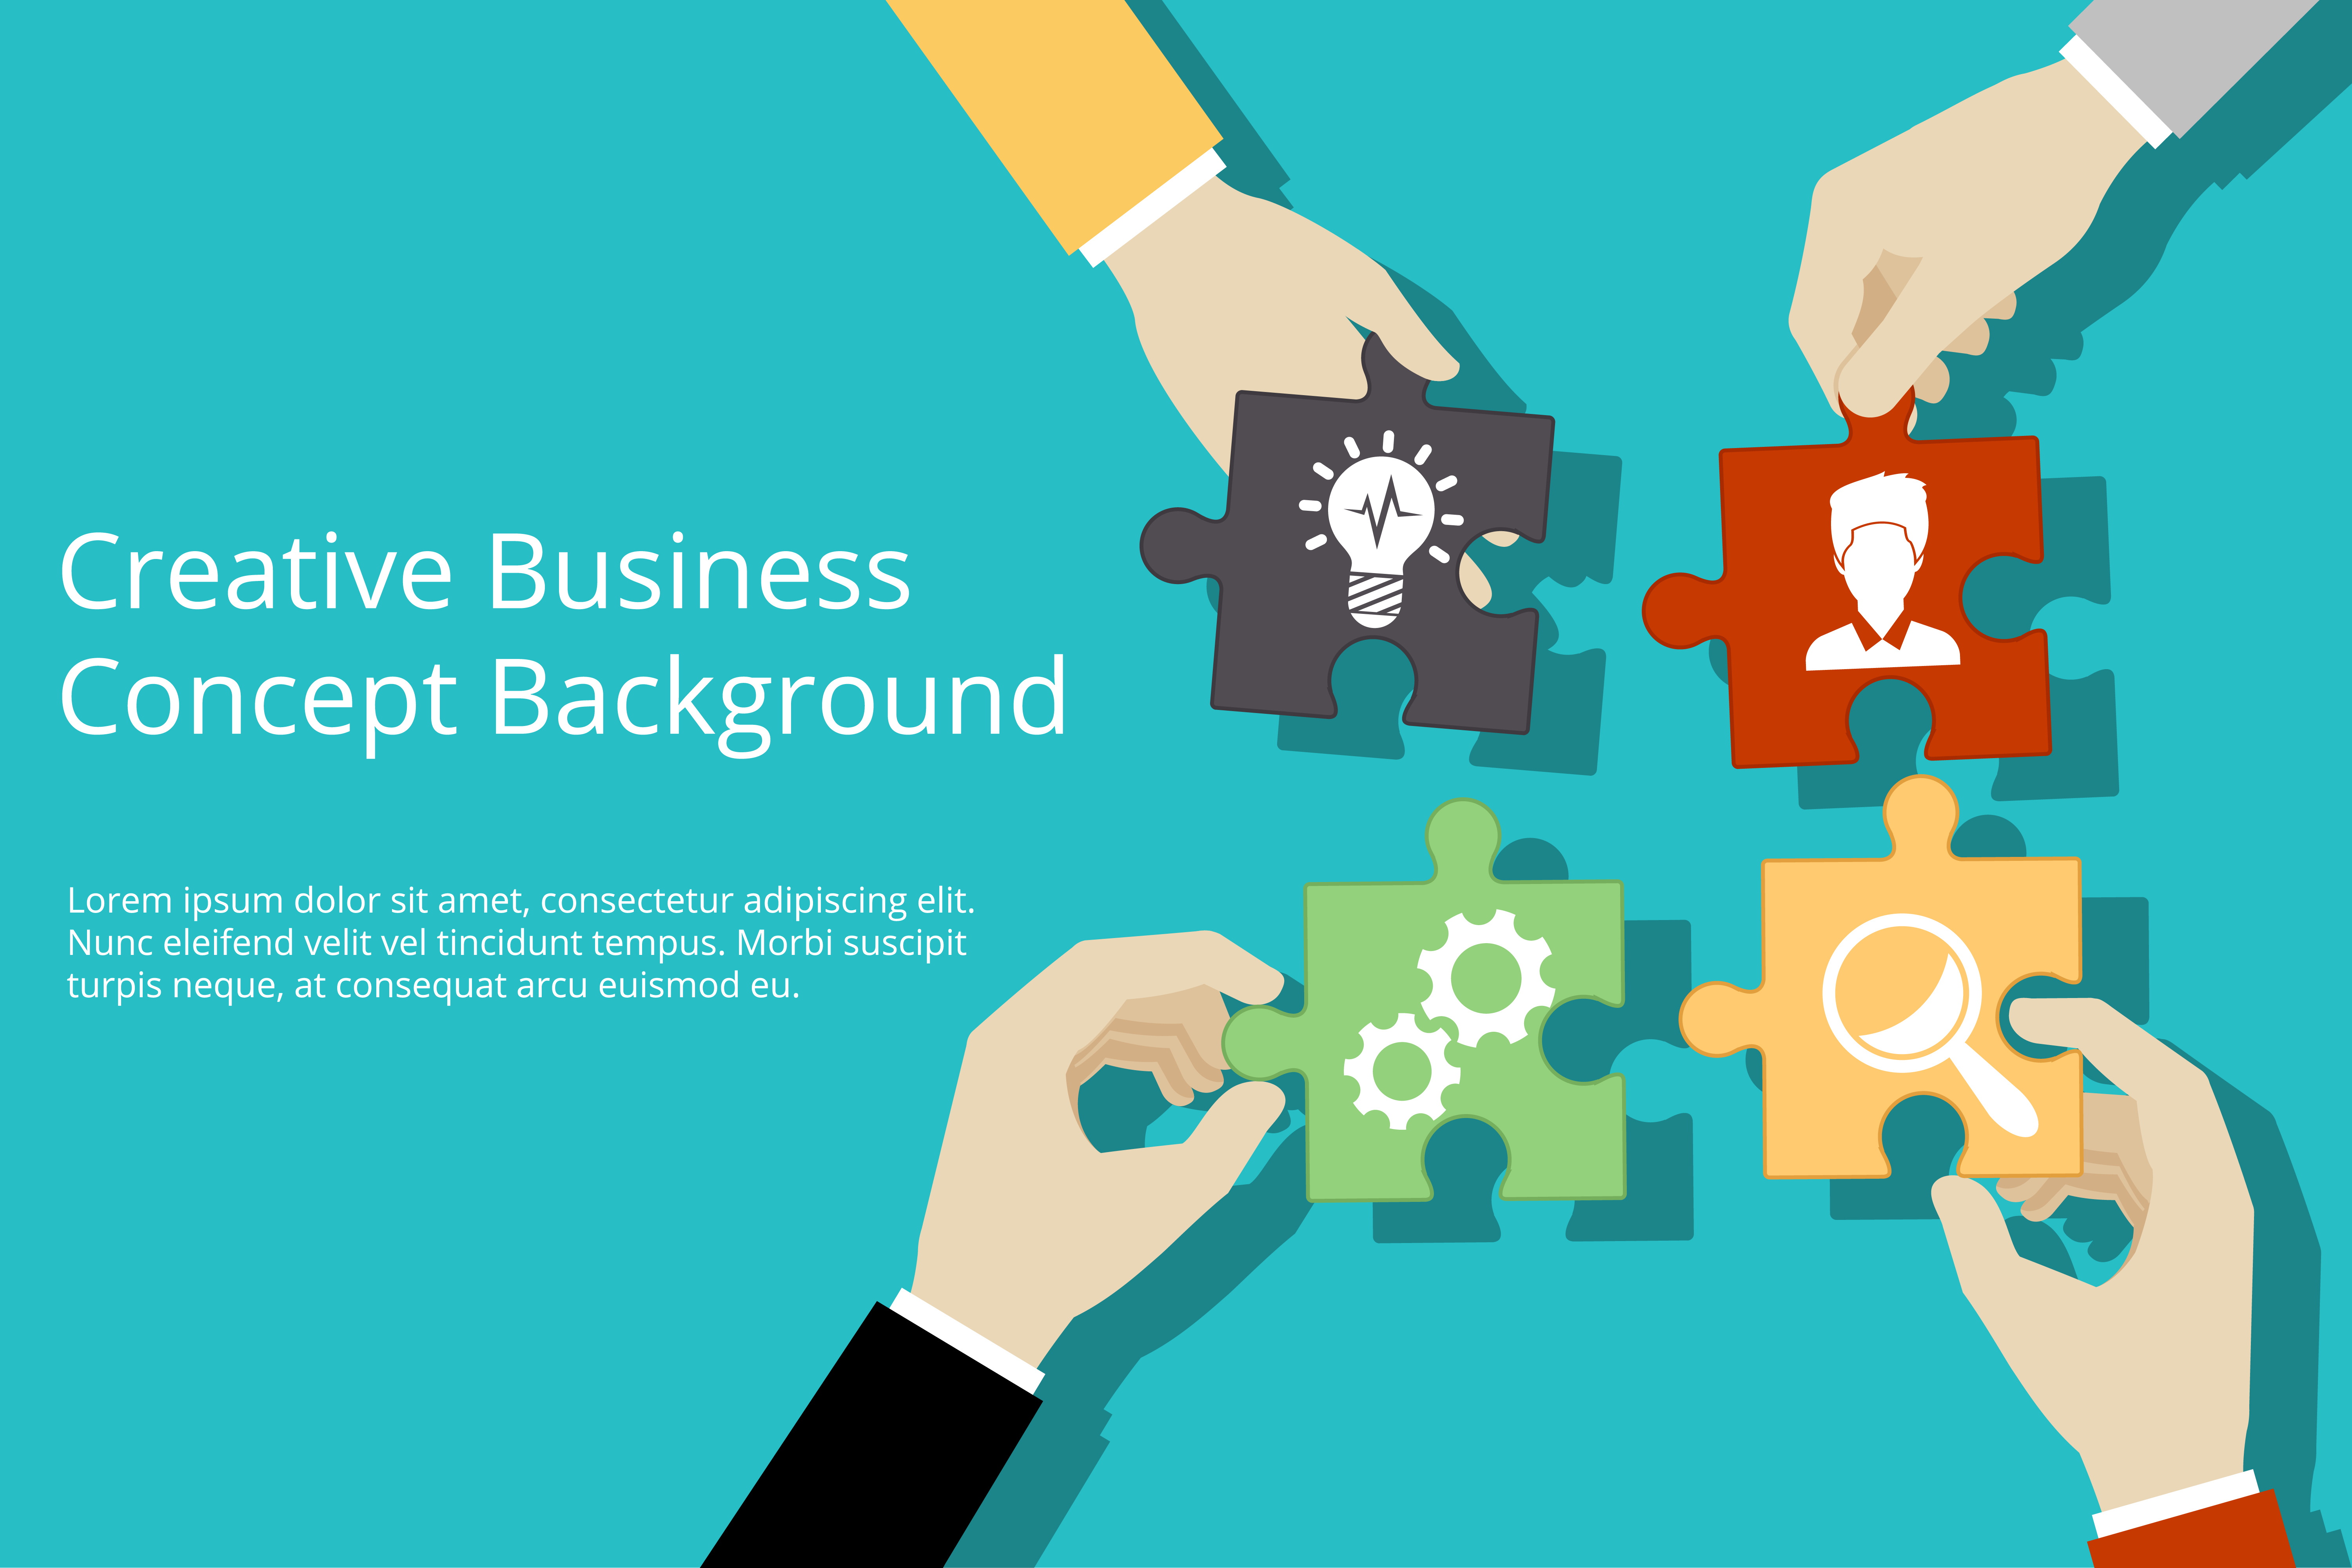 Creative Business
Concept Background
Lorem ipsum dolor sit amet, consectetur adipiscing elit.
Nunc eleifend velit vel tincidunt tempus. Morbi suscipit
turpis neque, at consequat arcu euismod eu.